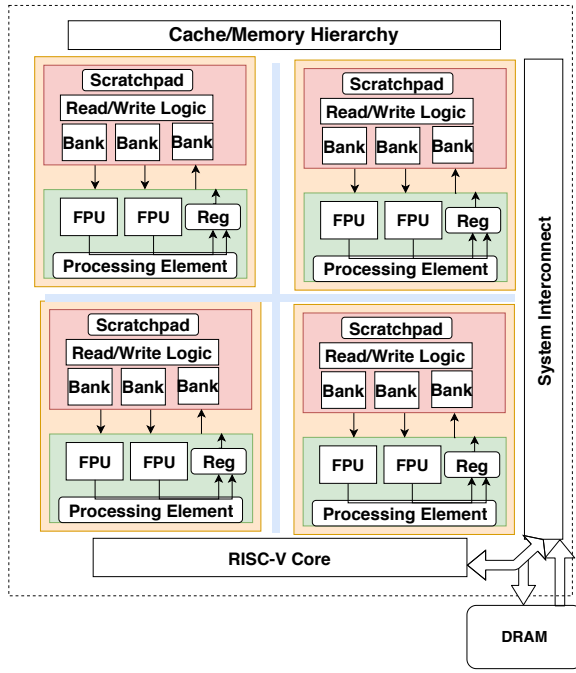 Cache/Memory Hierarchy
Scratchpad
Read/Write Logic
Bank Bank Bank
FPU FPU Reg
Processing Element
Scratchpad
Read/Write Logic
Bank Bank Bank
FPU FPU Reg
Processing Element
System Interconnect
Scratchpad
Read/Write Logic
Bank Bank Bank
FPU FPU Reg
Processing Element
Scratchpad
Read/Write Logic
Bank Bank Bank
FPU FPU Reg
Processing Element
RISC-V Core
DRAM